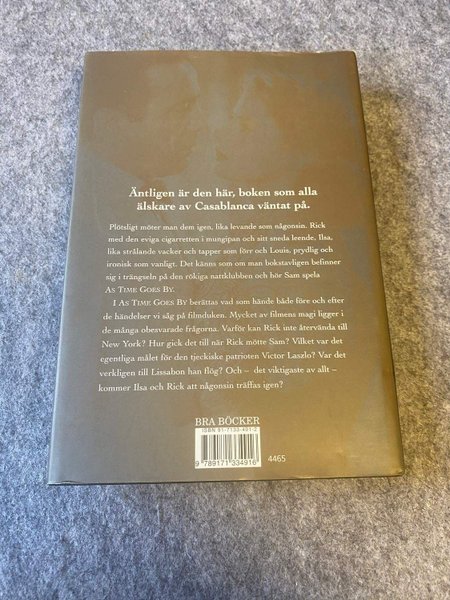 Äntligen är den här, boken som alla
älskare av Casablanca väntat på.
Plötsligt möter man dem igen, lika levande som någonsin. Rick
med den eviga cigarretten i mungipan och sitt sneda leende, Ilsa,
lika strålande vacker och tapper som förr och Louis, prydlig och
ironisk som vanligt. Det känns som om man bokstavligen befinner
sig i trängseln på den rökiga nattklubben och hör Sam spela
AS TIME GOES BY.
I AS TIME GOES BY berättas vad som hände både före och efter
de händelser vi såg på filmduken. Mycket av filmens magi ligger i
de många obesvarade frågorna. Varför kan Rick inte återvända till
New York? Hur gick det till när Rick mötte Sam? Vilket var det
egentliga målet för den tjeckiske patrioten Victor Laszlo? Var det
verkligen till Lissabon han flög? Och – det viktigaste av allt –
kommer Ilsa och Rick att någonsin träffas igen?
BRA BÖCKER
ISBN 91-7133-491-2
9 789171 334916
4465